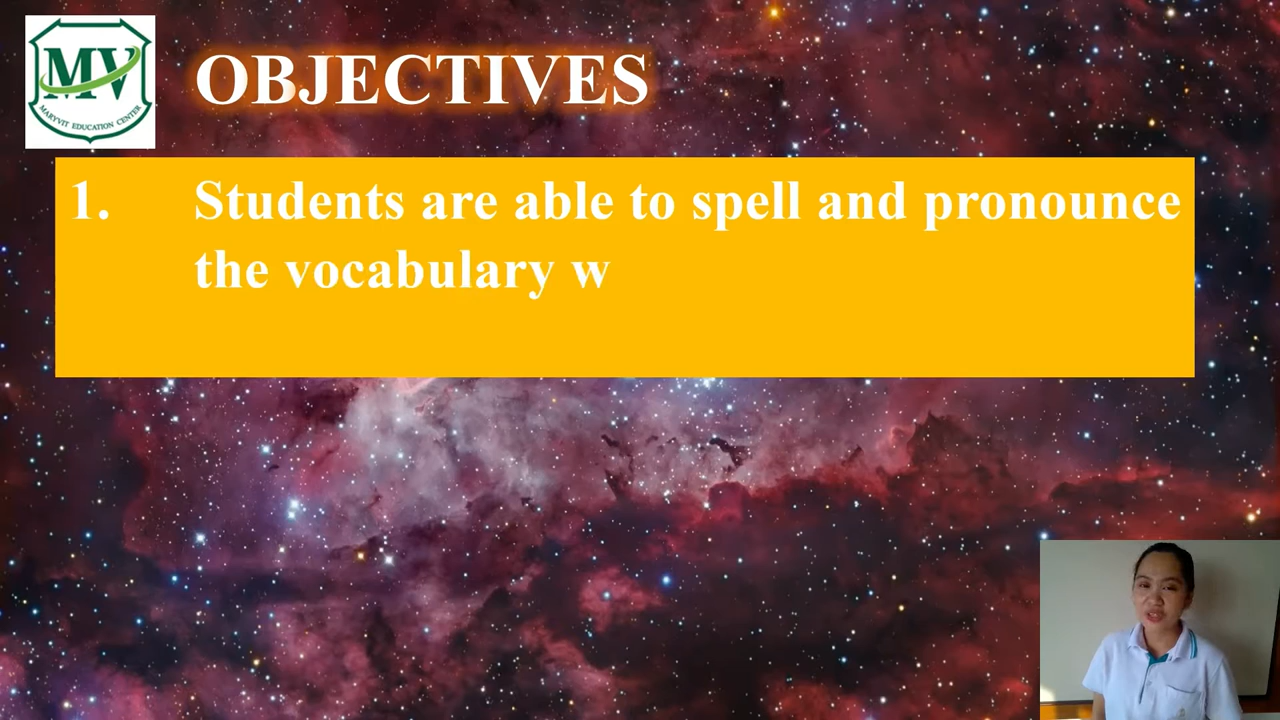 MV
MARYVIT EDUCATION CENTER
OBJECTIVES
1. Students are able to spell and pronounce
the vocabulary w